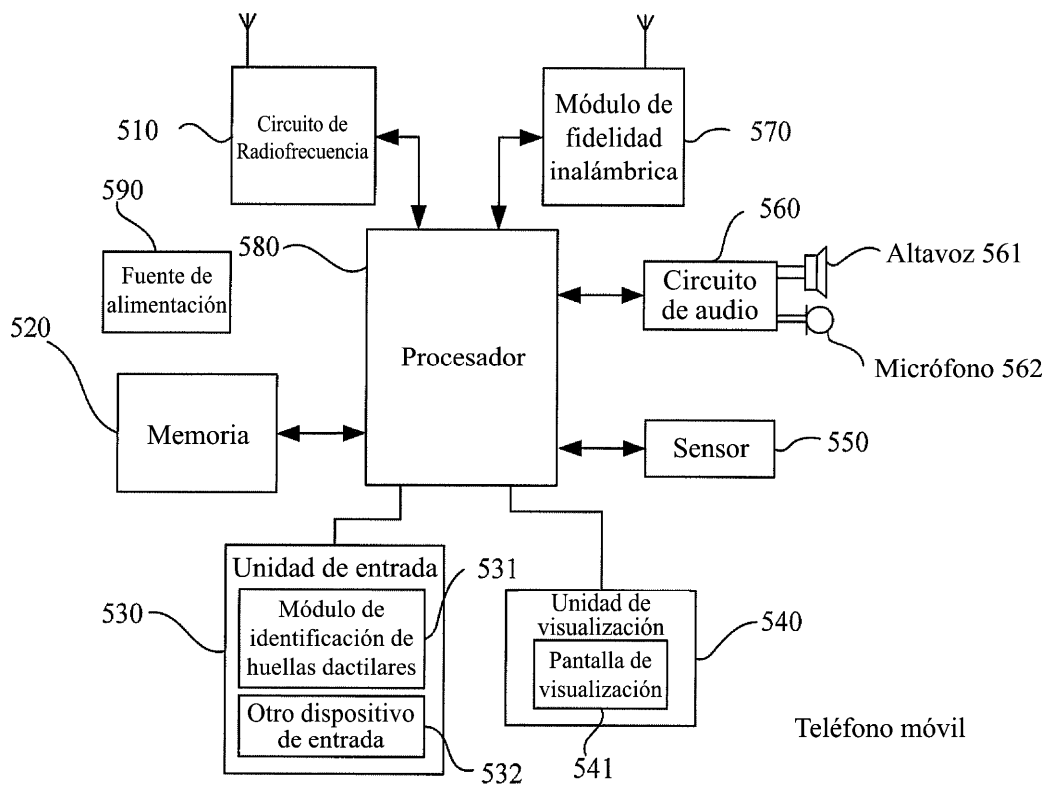 510
Circuito de
Radiofrecuencia
Módulo de
fidelidad
inalámbrica
570
590
Fuente de
alimentación
580
Procesador
560
Circuito
de audio
Altavoz 561
Micrófono 562
520
Memoria
Sensor
550
530
Unidad de entrada
531
Módulo de
identificación de
huellas dactilares
Otro dispositivo
de entrada
532
Unidad de
visualización
540
Pantalla de
visualización
541
Teléfono móvil